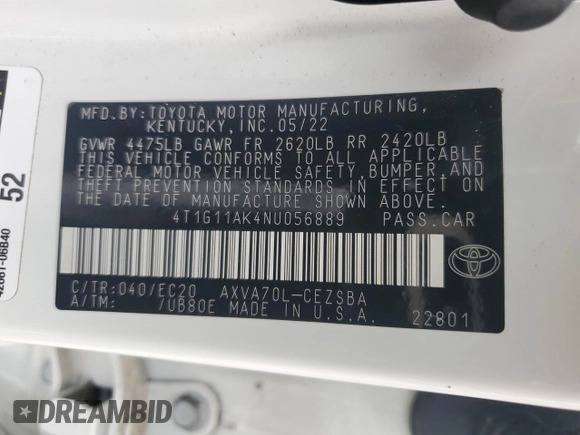 MFD.BY:TOYOTA MOTOR MANUFACTURING,
KENTUCKY,INC.05/22
GVWR 4475LB GAWR FR 2620LB RR 2420LB
THIS VEHICLE CONFORMS TO ALL APPLICABLE
FEDERAL MOTOR VEHICLE SAFETY,BUMPER,AND
THEFT PREVENTION STANDARDS IN EFFECT ON
THE DATE OF MANUFACTURE SHOWN ABOVE.
4T1G11AK4NU056889 PASS.CAR
C/TR:040/EC20 AXVA70L-CEZSBA
A/TM: /UB80E MADE IN U.S.A. 22801
52
42661-06B40
DREAMBID